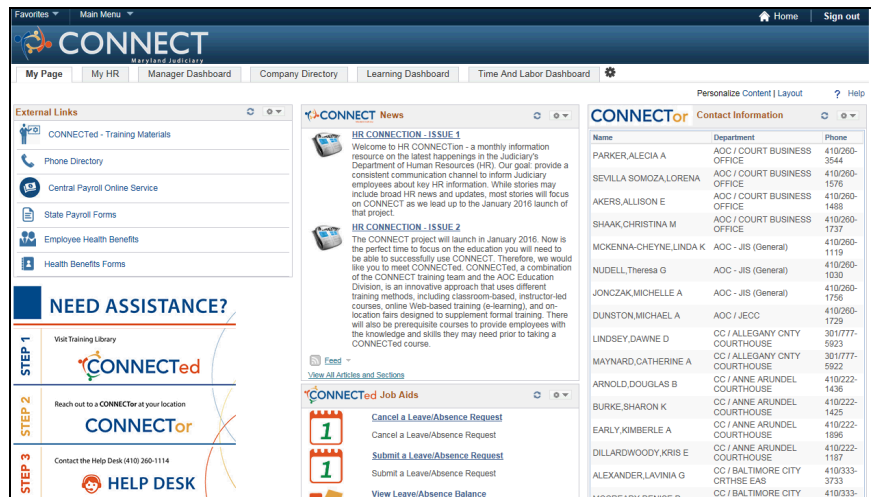 Favorites Main Menu Home Sign out
CONNECT
Maryland Judiciary
My Page My HR Manager Dashboard Company Directory Learning Dashboard Time And Labor Dashboard
Personalize Content | Layout ? Help
External Links
CONNECTed - Training Materials
Phone Directory
Central Payroll Online Service
State Payroll Forms
Employee Health Benefits
Health Benefits Forms
NEED ASSISTANCE?
STEP 1
Visit Training Library
CONNECTed
STEP 2
Reach out to a CONNECTor at your location
CONNECTor
STEP 3
Contact the Help Desk (410) 260-1114
HELP DESK
CONNECT News
HR CONNECTION - ISSUE 1
Welcome to HR CONNECTion - a monthly information
resource on the latest happenings in the Judiciary's
Department of Human Resources (HR). Our goal: provide a
consistent communication channel to inform Judiciary
employees about key HR information. While stories may
include broad HR news and updates, most stories will focus
on CONNECT as we lead up to the January 2016 launch of
that project.
HR CONNECTION - ISSUE 2
The CONNECT project will launch in January 2016. Now is
the perfect time to focus on the education you will need to
be able to successfully use CONNECT. Therefore, we would
like you to meet CONNECTed. CONNECTed, a combination
of the CONNECT training team and the AOC Education
Division, is an innovative approach that uses different
training methods, including classroom-based, instructor-led
courses, online Web-based training (e-learning), and on-
location fairs designed to supplement formal training. There
will also be prerequisite courses to provide employees with
the knowledge and skills they may need prior to taking a
CONNECTed course.
Feed
View All Articles and Sections
CONNECTed Job Aids
1
Cancel a Leave/Absence Request
Cancel a Leave/Absence Request
1
Submit a Leave/Absence Request
Submit a Leave/Absence Request
View Leave/Absence Balance
CONNECTor Contact Information
Name Department Phone
PARKER,ALECIA A AOC / COURT BUSINESS OFFICE 410/260-3544
SEVILLA SOMOZA,LORENA AOC / COURT BUSINESS OFFICE 410/260-1576
AKERS,ALLISON E AOC / COURT BUSINESS OFFICE 410/260-1488
SHAAK,CHRISTINA M AOC / COURT BUSINESS OFFICE 410/260-1737
MCKENNA-CHEYNE,LINDA K AOC - JIS (General) 410/260-1119
NUDELL,Theresa G AOC - JIS (General) 410/260-1030
JONCZAK,MICHELLE A AOC - JIS (General) 410/260-1756
DUNSTON,MICHAEL A AOC / JECC 410/260-1729
LINDSEY,DAWNE D CC / ALLEGANY CNTY COURTHOUSE 301/777-5923
MAYNARD,CATHERINE A CC / ALLEGANY CNTY COURTHOUSE 301/777-5922
ARNOLD,DOUGLAS B CC / ANNE ARUNDEL COURTHOUSE 410/222-1436
BURKE,SHARON K CC / ANNE ARUNDEL COURTHOUSE 410/222-1425
EARLY,KIMBERLE A CC / ANNE ARUNDEL COURTHOUSE 410/222-1896
DILLARDWOODY,KRIS E CC / ANNE ARUNDEL COURTHOUSE 410/222-1187
ALEXANDER,LAVINIA G CC / BALTIMORE CITY CRTHSE EAS 410/333-3733
CC / BALTIMORE CITY 410/333-